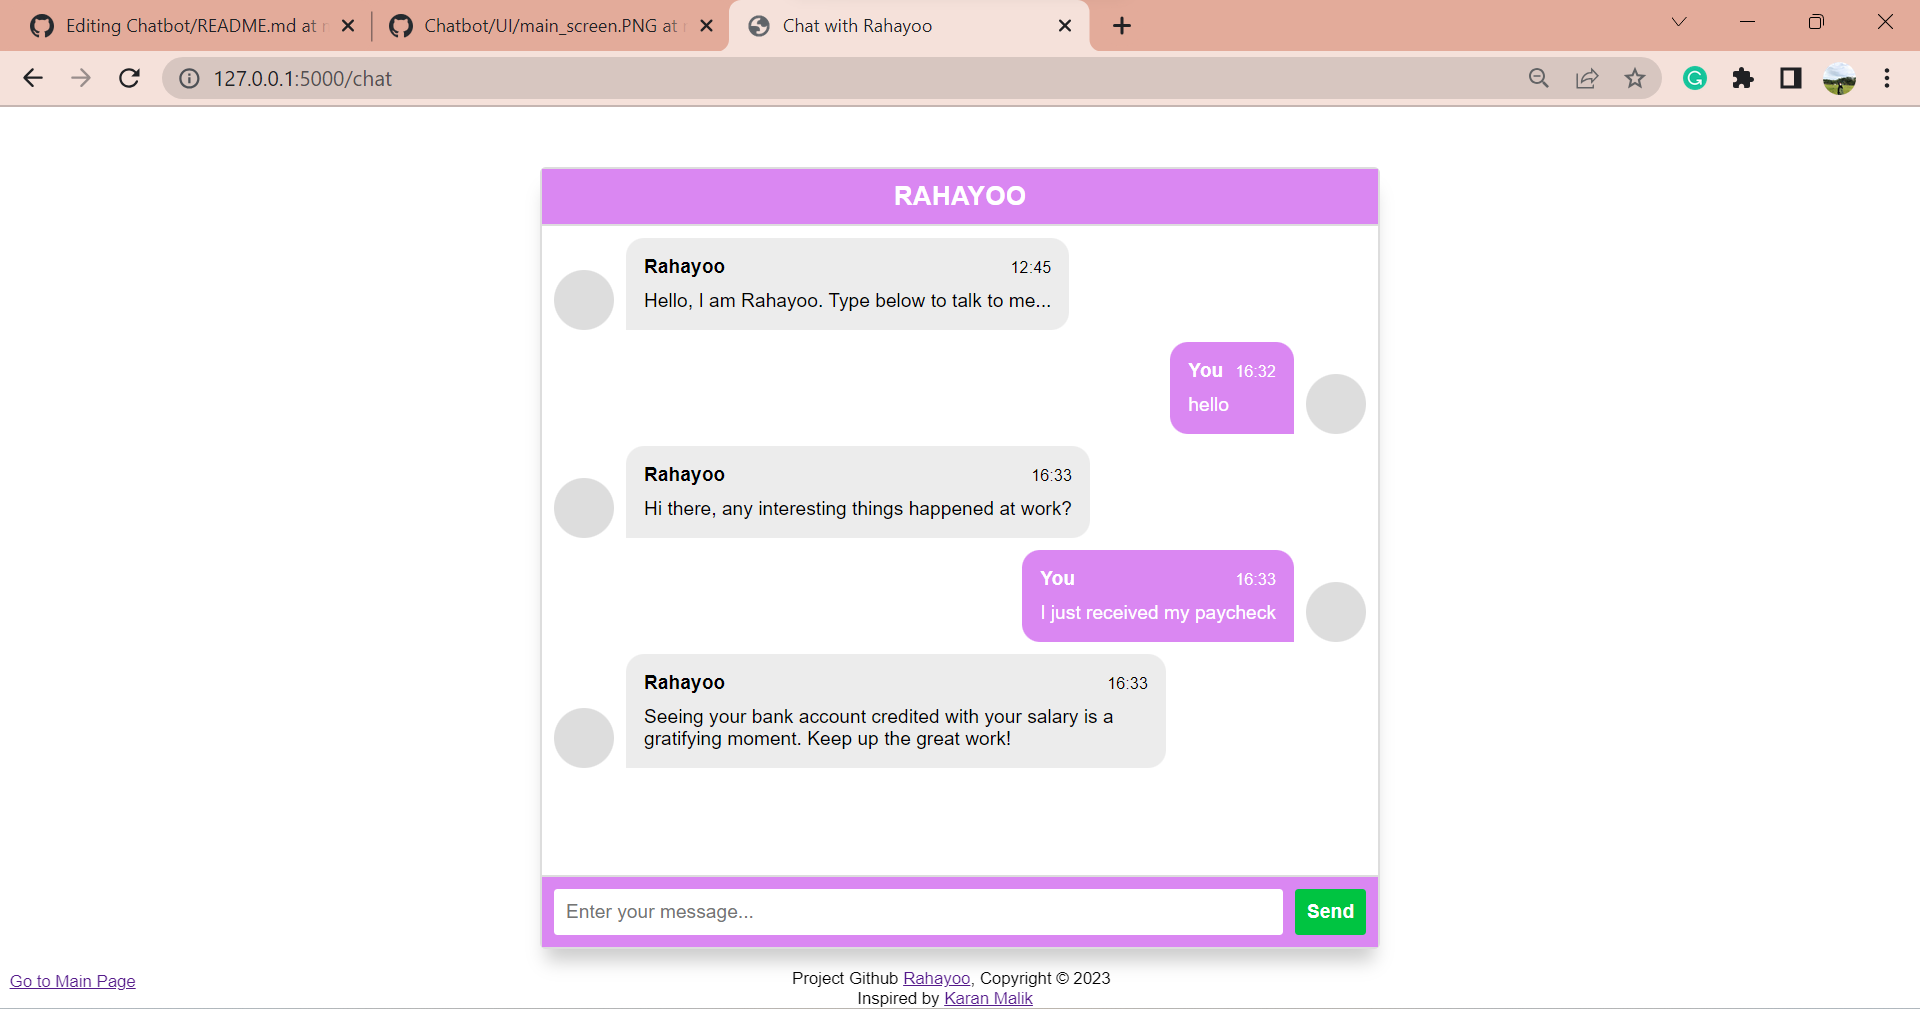 Editing Chatbot/README.md at
Chatbot/UI/main_screen.PNG at
Chat with Rahayoo
127.0.0.1:5000/chat
RAHAYOO
Rahayoo 12:45
Hello, I am Rahayoo. Type below to talk to me...
You 16:32
hello
Rahayoo 16:33
Hi there, any interesting things happened at work?
You 16:33
I just received my paycheck
Rahayoo 16:33
Seeing your bank account credited with your salary is a
gratifying moment. Keep up the great work!
Enter your message...
Send
Go to Main Page
Project Github Rahayoo, Copyright © 2023
Inspired by Karan Malik